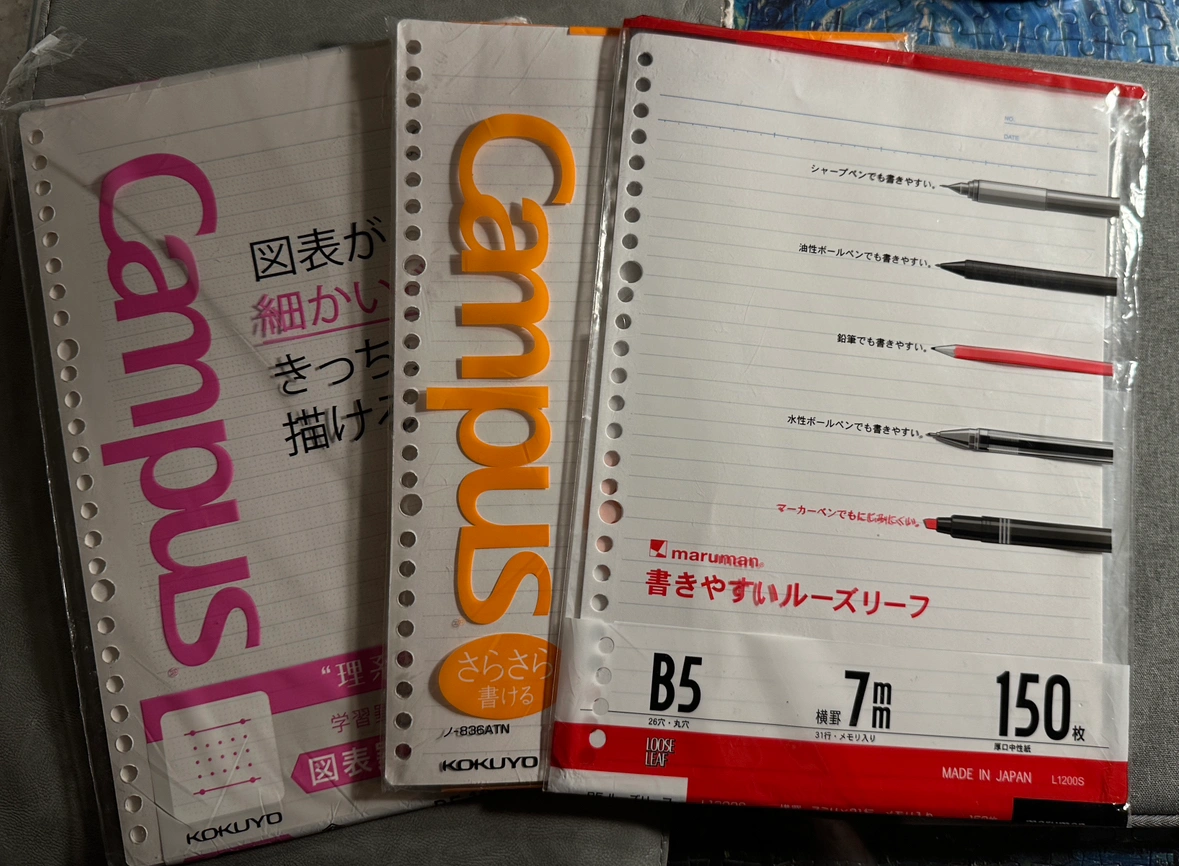 Campus
図表が
細かい
きっち
描ける
"理系
学習
図表
KOKUYO
Campus
さらさら
書ける
ノ-836ATN
KOKUYO
NO.
DATE
シャープペンでも書きやすい。
油性ボールペンでも書きやすい。
鉛筆でも書きやすい。
水性ボールペンでも書きやすい。
マーカーペンでもにじみにくい。
maruman
書きやすいルーズリーフ
B5
26穴・丸穴
横罫 7mm
31行・メモリ入り
150枚
厚口中性紙
LOOSE
LEAF
MADE IN JAPAN L1200S